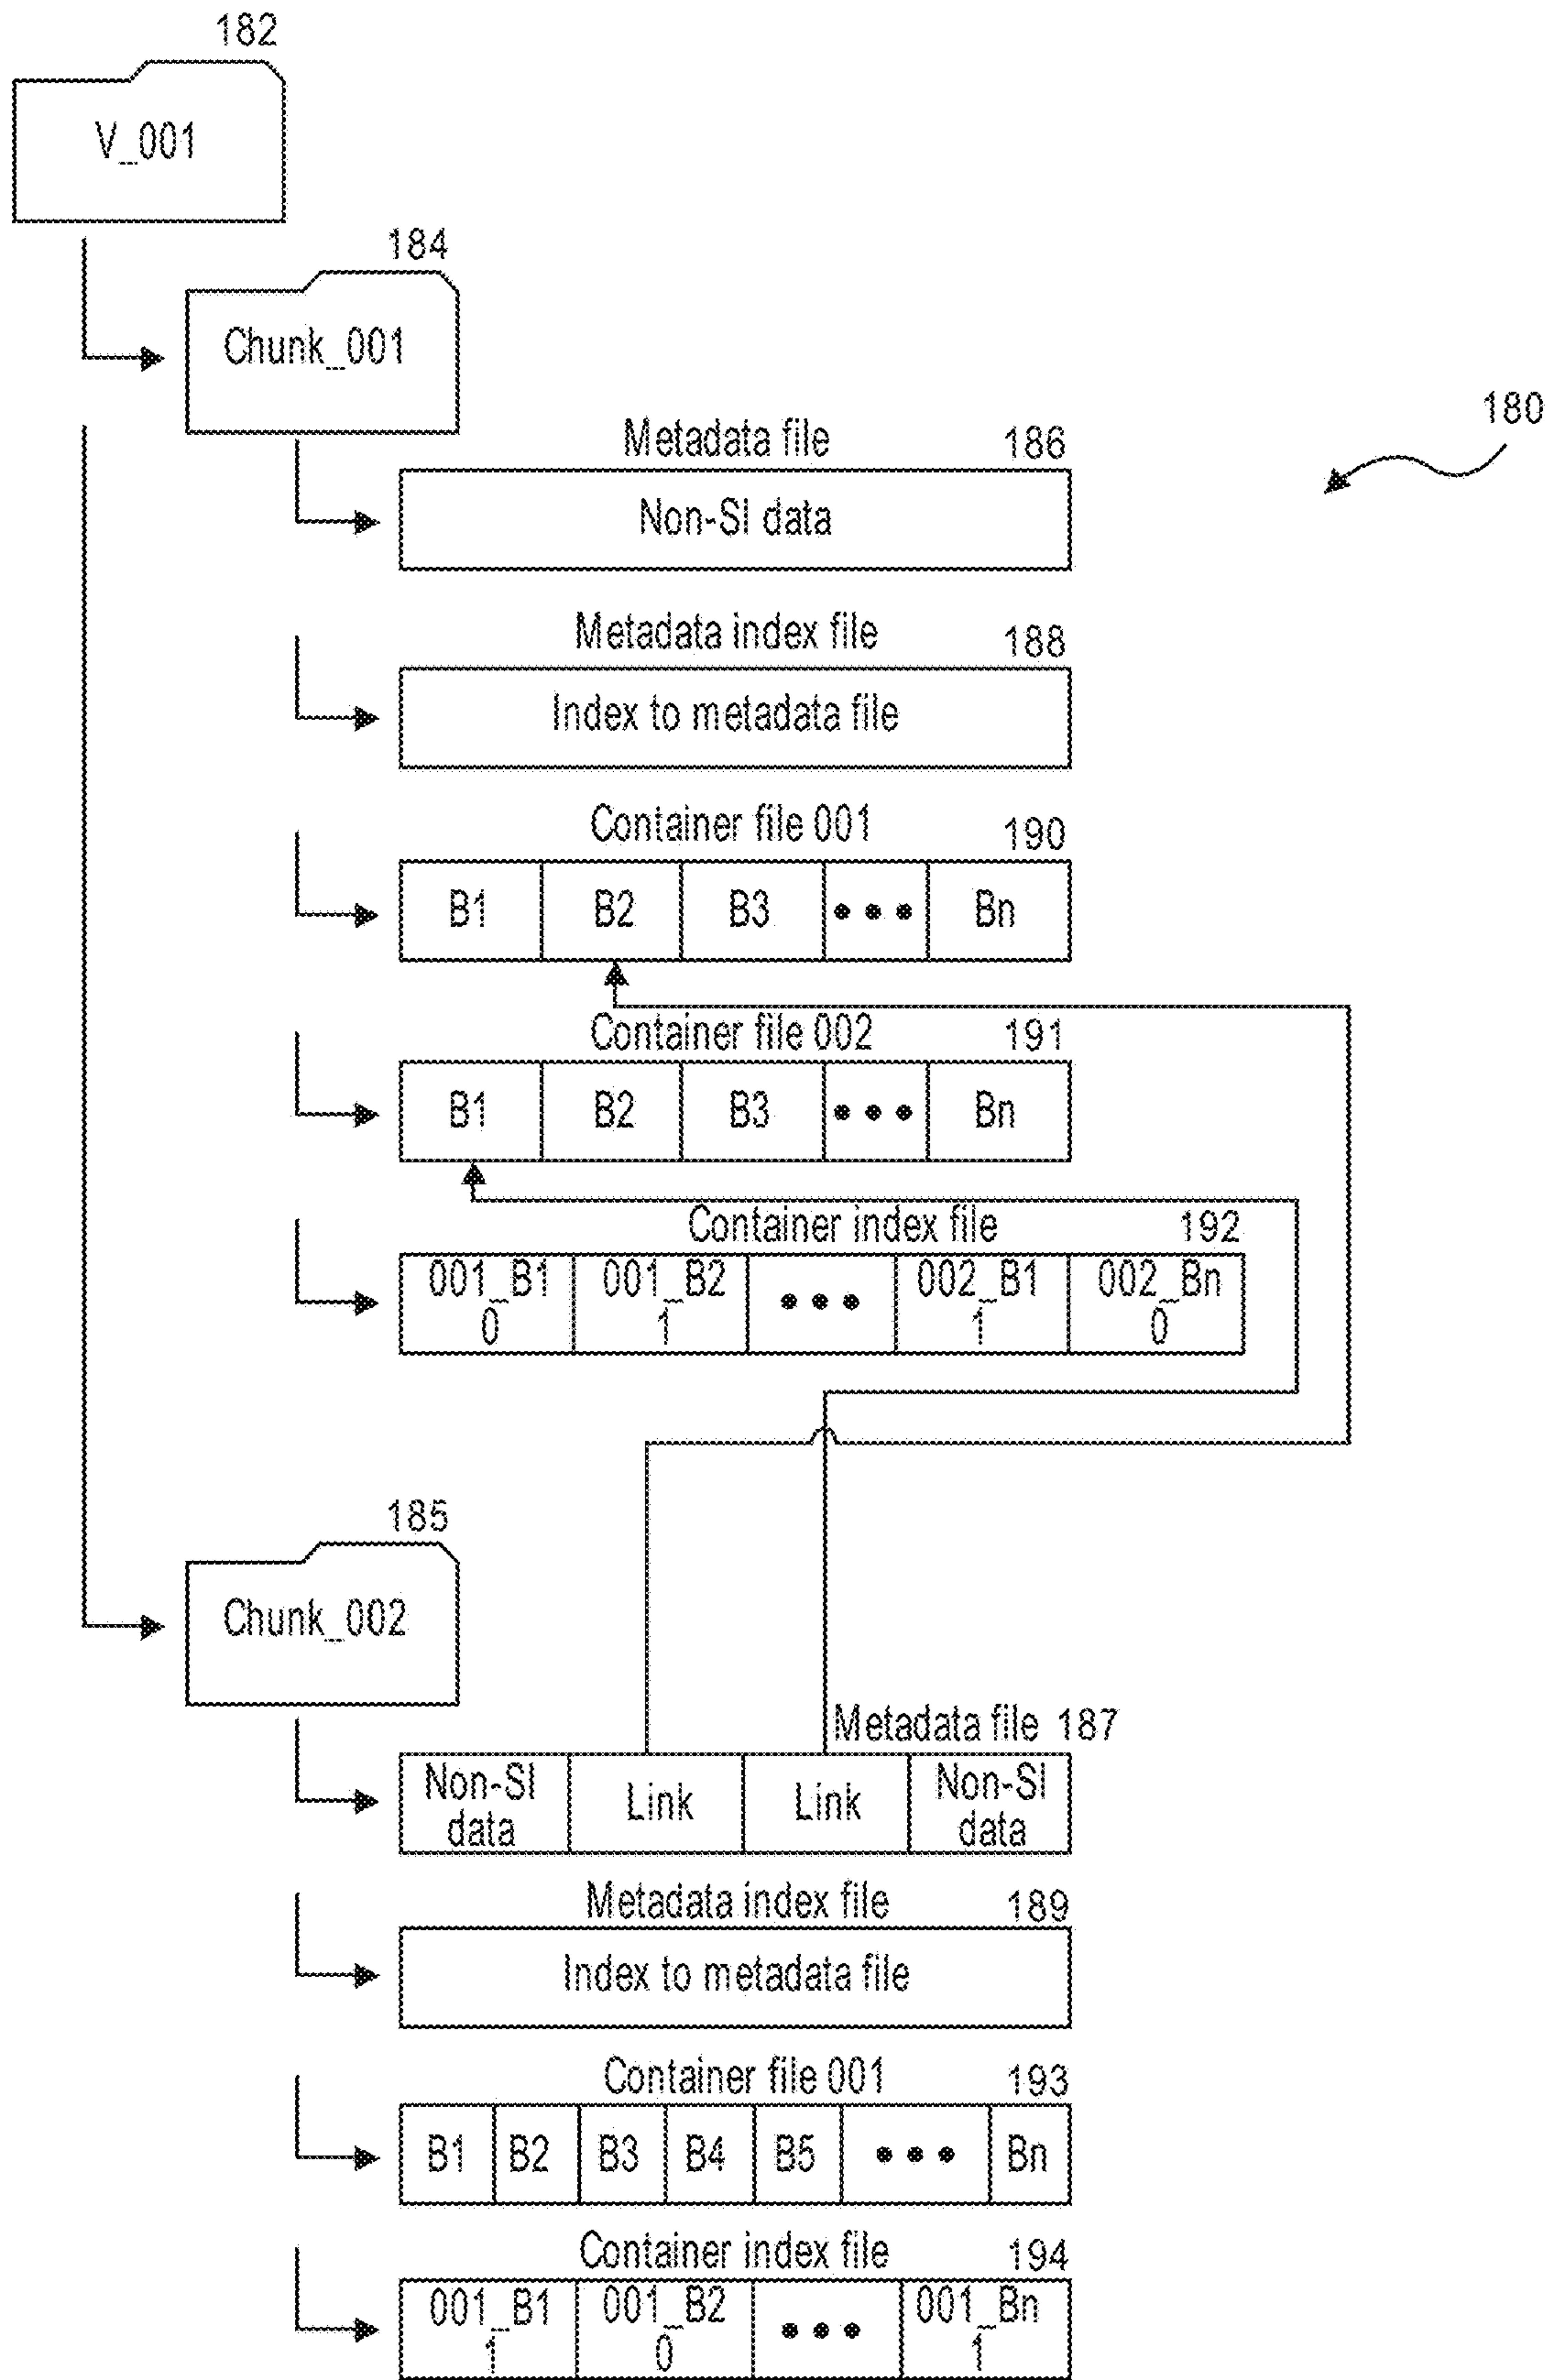 182
V_001
184
Chunk_001
180
Metadata file 186
Non-SI data
Metadata index file 188
Index to metadata file
Container file 001 190
B1 B2 B3 ••• Bn
Container file 002 191
B1 B2 B3 ••• Bn
Container index file 192
001_B1 001_B2 ••• 002_B1 002_Bn
0 1 1 0
185
Chunk_002
Metadata file 187
Non-SI Link Link Non-SI
data data
Metadata index file 189
Index to metadata file
Container file 001 193
B1 B2 B3 B4 B5 ••• Bn
Container index file 194
001_B1 001_B2 ••• 001_Bn
1 0 1